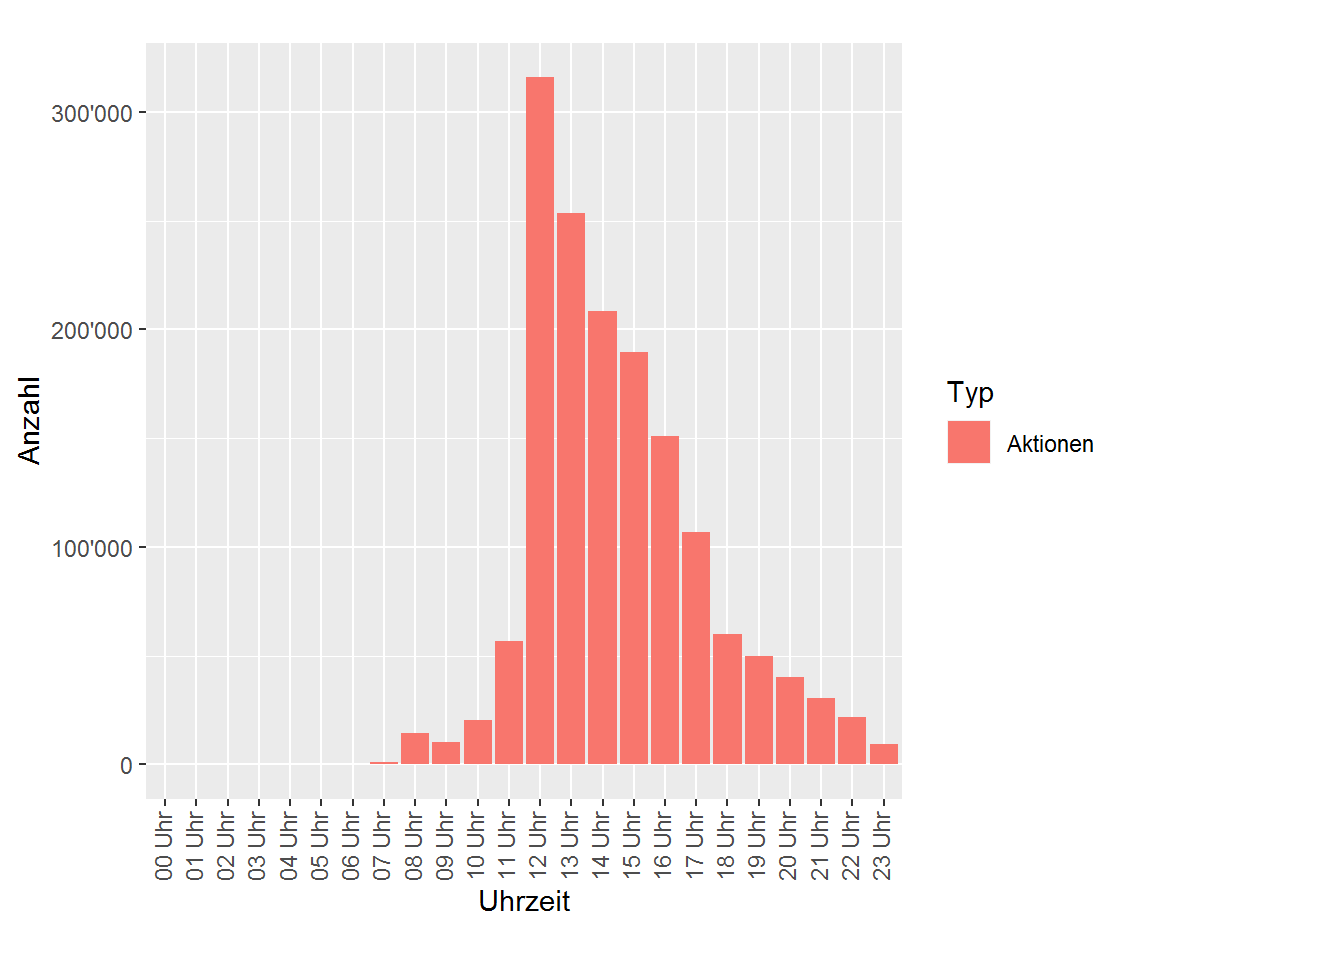 300'000
200'000
100'000
0
Anzahl
00 Uhr
01 Uhr
02 Uhr
03 Uhr
04 Uhr
05 Uhr
06 Uhr
07 Uhr
08 Uhr
09 Uhr
10 Uhr
11 Uhr
12 Uhr
13 Uhr
14 Uhr
15 Uhr
16 Uhr
17 Uhr
18 Uhr
19 Uhr
20 Uhr
21 Uhr
22 Uhr
23 Uhr
Uhrzeit
Typ
Aktionen